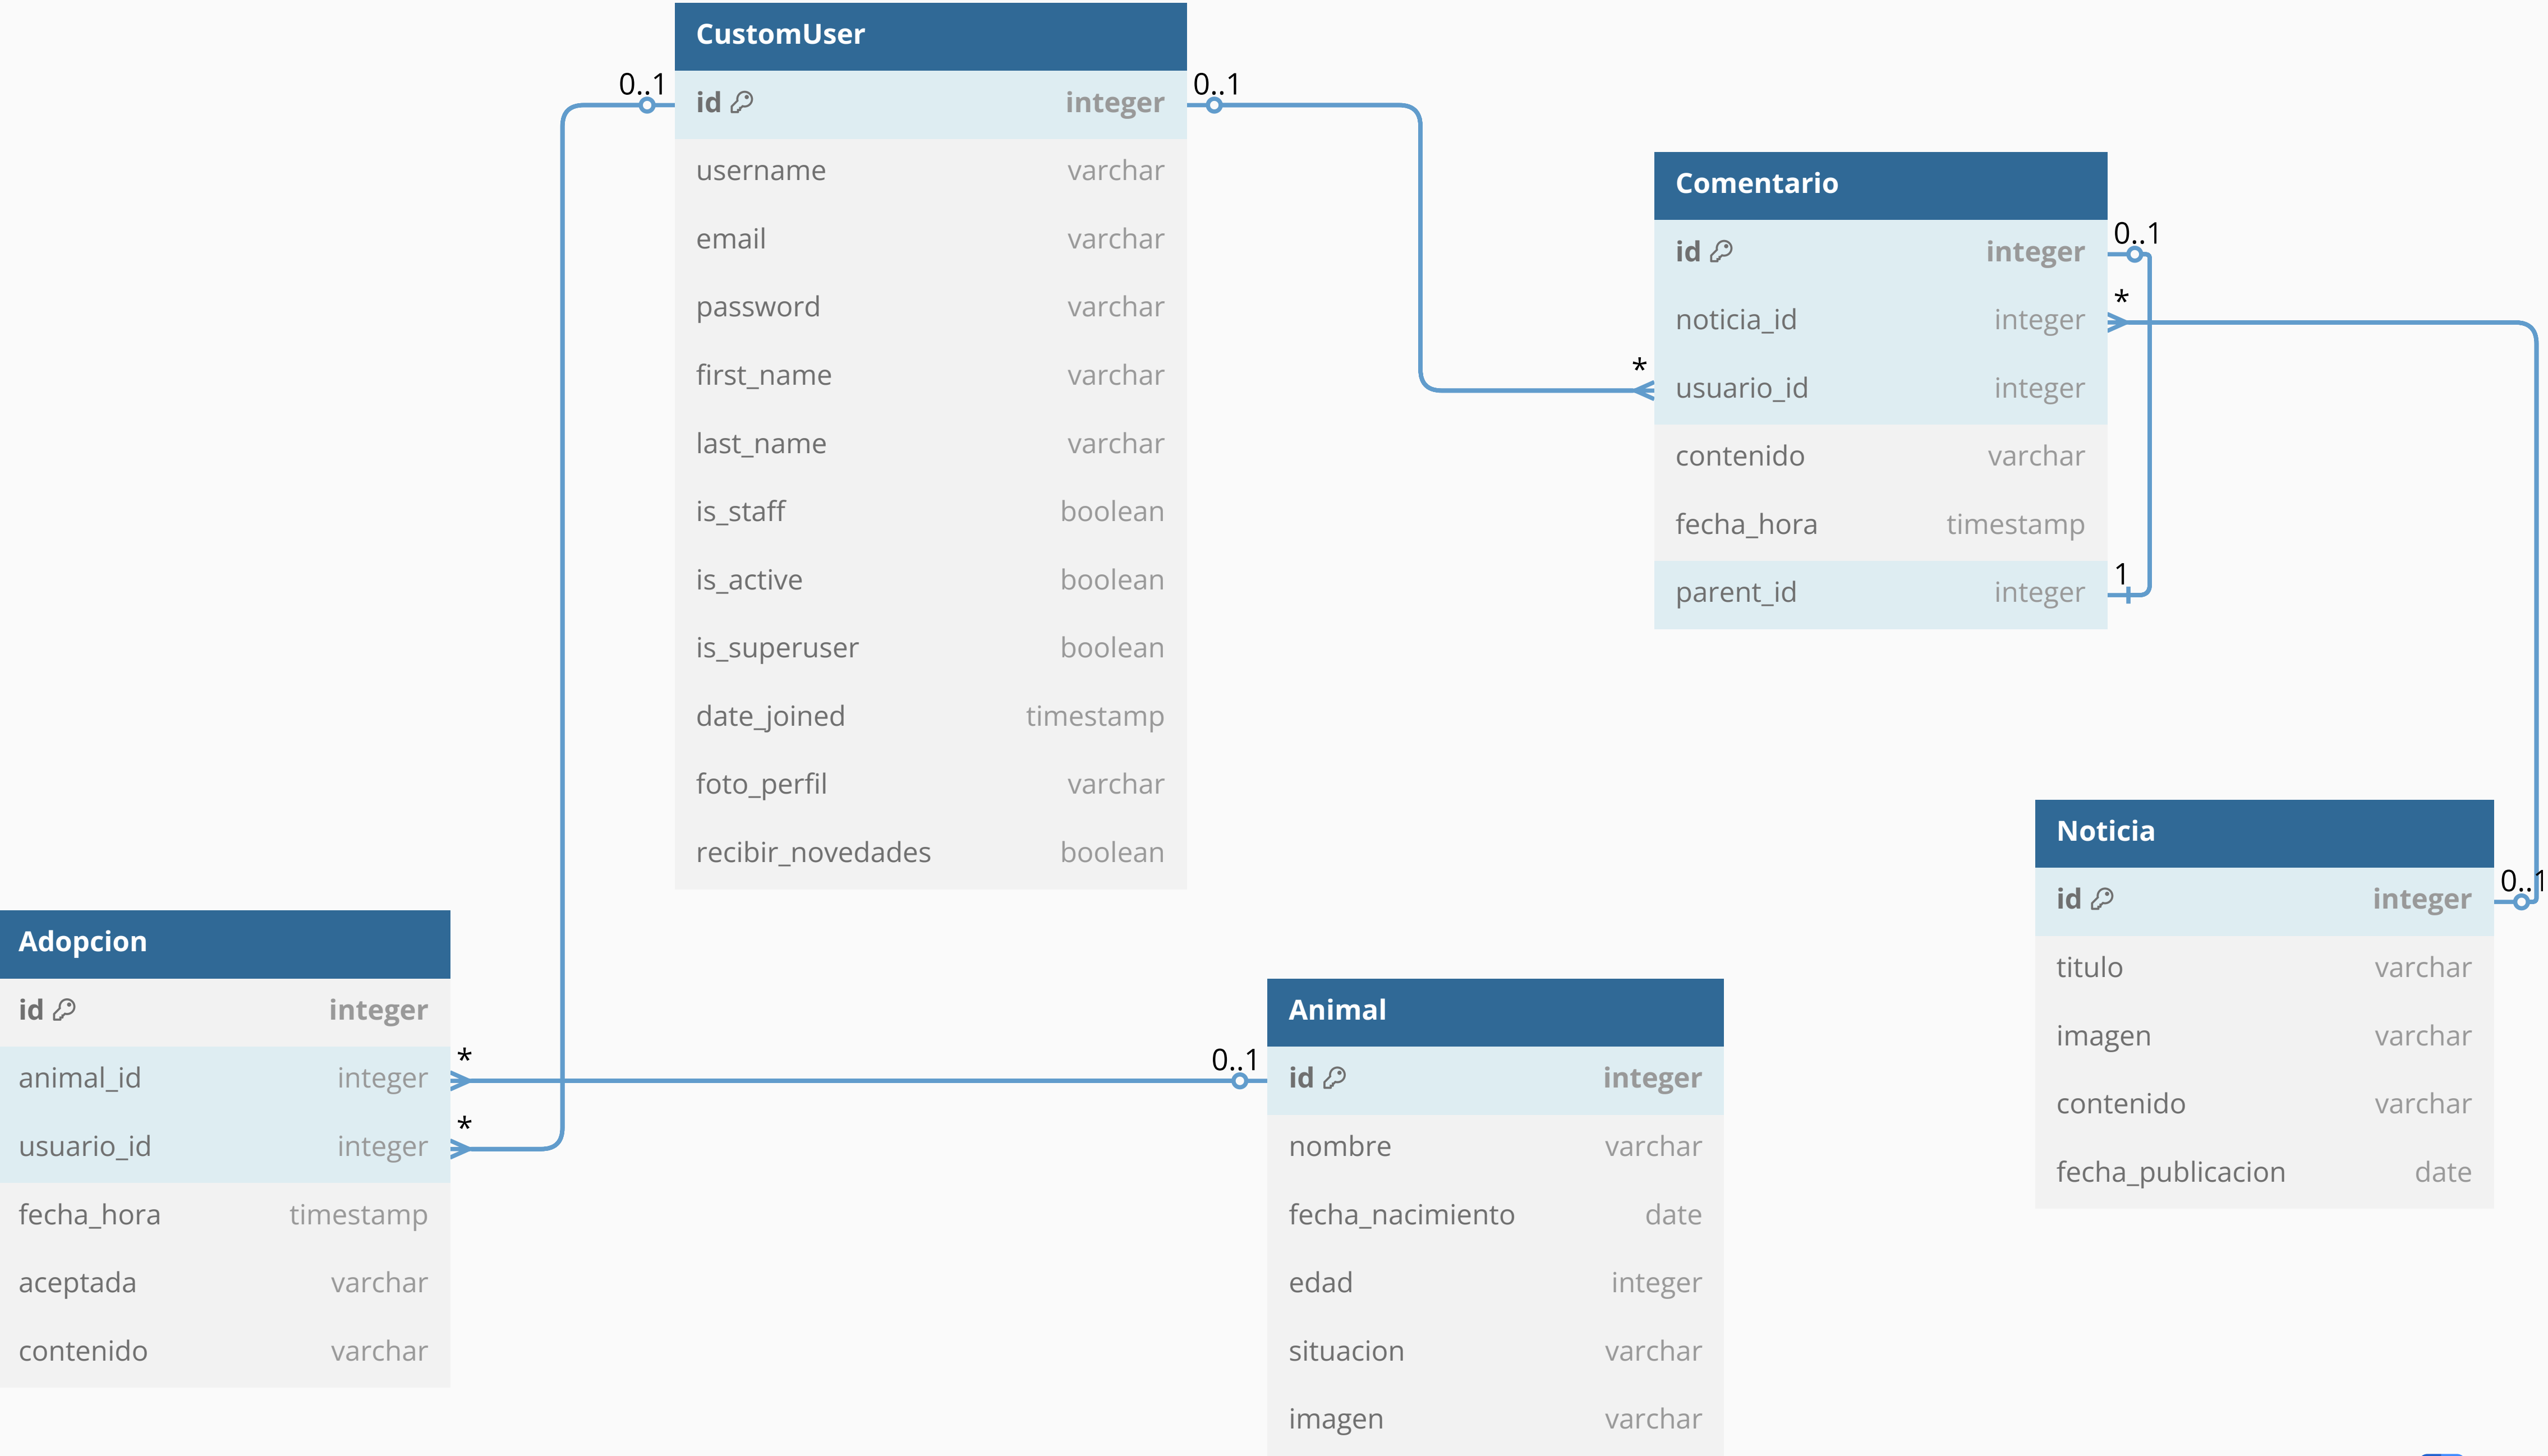 CustomUser
0..1
0..1
id integer
username varchar
email varchar
password varchar
first_name varchar
last_name varchar
is_staff boolean
is_active boolean
is_superuser boolean
date_joined timestamp
foto_perfil varchar
recibir_novedades boolean
Comentario
id integer
0..1
noticia_id integer
*
*
usuario_id integer
contenido varchar
fecha_hora timestamp
parent_id integer
1
Noticia
id integer
0..1
titulo varchar
imagen varchar
contenido varchar
fecha_publicacion date
Adopcion
id integer
animal_id integer
*
usuario_id integer
*
fecha_hora timestamp
aceptada varchar
contenido varchar
Animal
0..1
id integer
nombre varchar
fecha_nacimiento date
edad integer
situacion varchar
imagen varchar